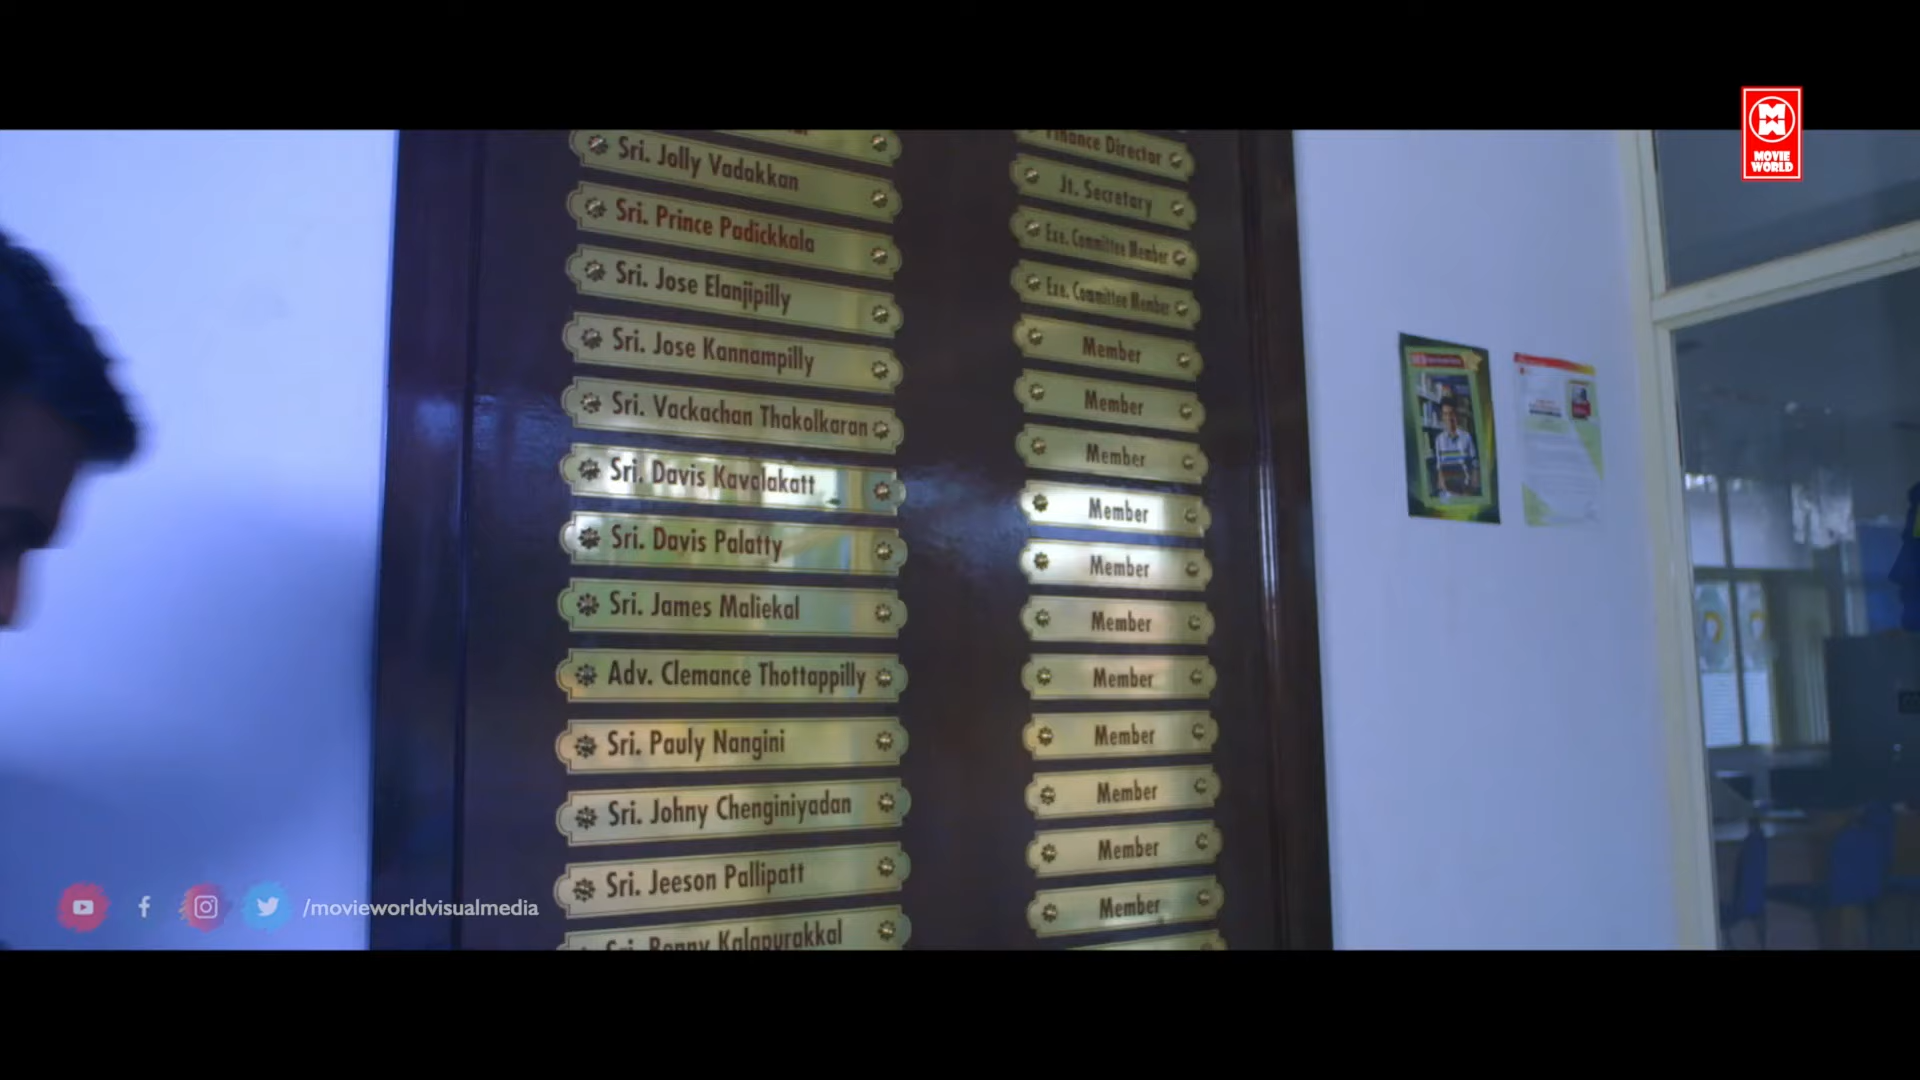 MOVIE
WORLD
Finance Director
Sri. Jolly Vadakkan
Jt. Secretary
Sri. Prince Padickkala
Exe. Committee Member
Sri. Jose Elanjipilly
Exe. Committee Member
Sri. Jose Kannampilly
Member
Sri. Vackachan Thakolkaran
Member
Sri. Davis Kavalakatt
Member
Sri. Davis Palatty
Member
Sri. James Maliekal
Member
Adv. Clemance Thottappilly
Member
Sri. Pauly Nangini
Member
Sri. Johny Chenginiyadan
Member
Sri. Jeeson Pallipatt
Member
Sri. Benny Kalapurakkal
Member
Member
/movieworldvisualmedia